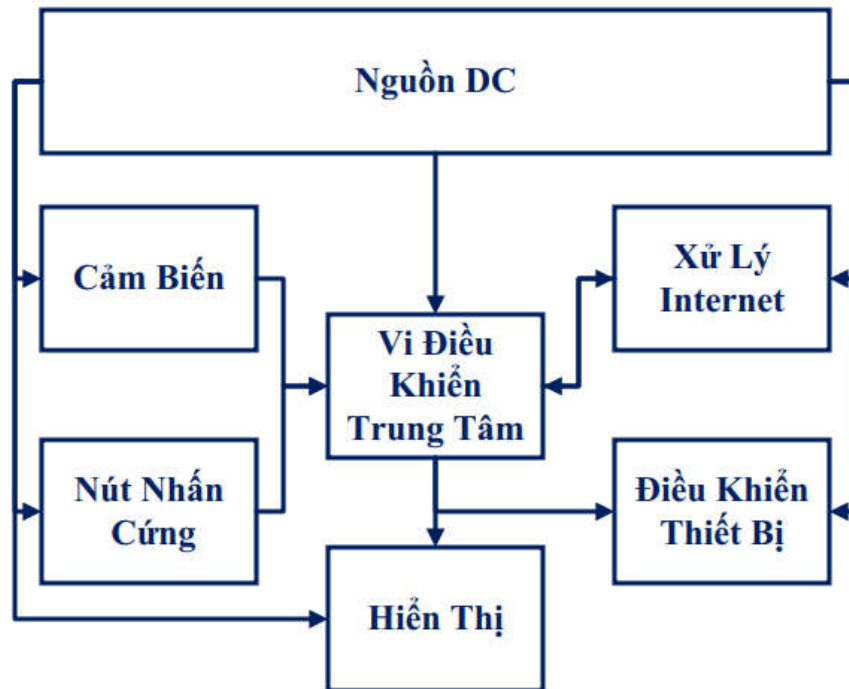 Nguồn DC
Cảm Biến
Xử Lý
Internet
Vi Điều
Khiển
Trung Tâm
Nút Nhấn
Cứng
Điều Khiển
Thiết Bị
Hiển Thị